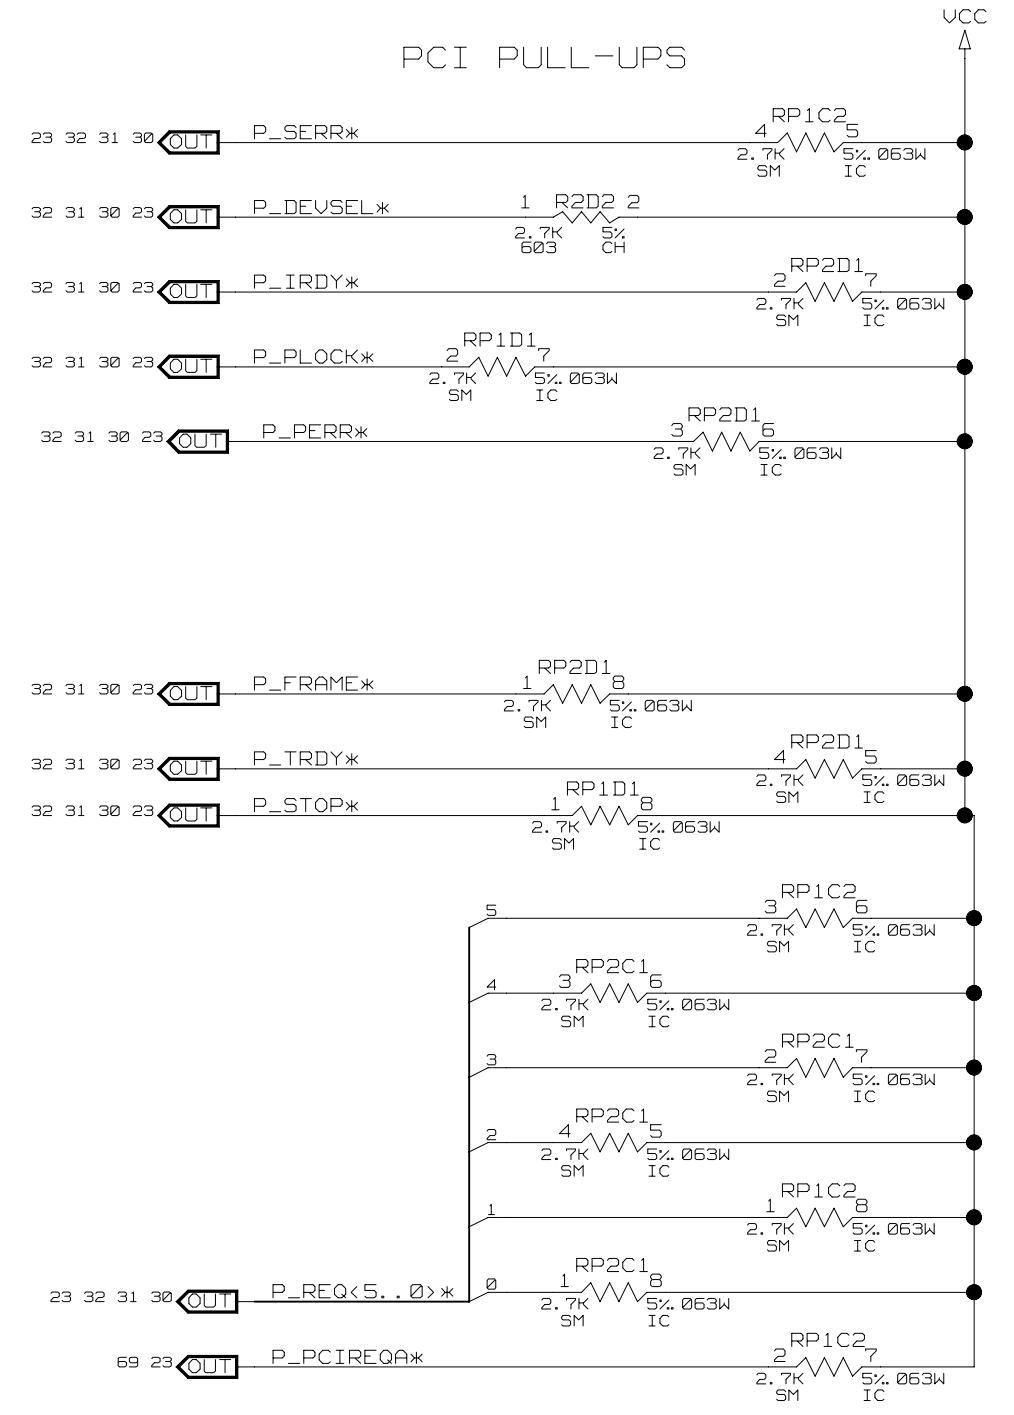 VCC
PCI PULL-UPS
23 32 31 30 OUT P_SERR* 4 RP1C2 5
2.7K 5%.063W
SM IC
32 31 30 23 OUT P_DEVSEL* 1 R2D2 2
2.7K 5%
603 CH
32 31 30 23 OUT P_IRDY* 2 RP2D1 7
2.7K 5%.063W
SM IC
32 31 30 23 OUT P_PLOCK* 2 RP1D1 7
2.7K 5%.063W
SM IC
32 31 30 23 OUT P_PERR* 3 RP2D1 6
2.7K 5%.063W
SM IC
32 31 30 23 OUT P_FRAME* 1 RP2D1 8
2.7K 5%.063W
SM IC
32 31 30 23 OUT P_TRDY* 4 RP2D1 5
2.7K 5%.063W
SM IC
32 31 30 23 OUT P_STOP* 1 RP1D1 8
2.7K 5%.063W
SM IC
5 3 RP1C2 6
2.7K 5%.063W
SM IC
4 3 RP2C1 6
2.7K 5%.063W
SM IC
3 2 RP2C1 7
2.7K 5%.063W
SM IC
2 4 RP2C1 5
2.7K 5%.063W
SM IC
1 1 RP1C2 8
2.7K 5%.063W
SM IC
23 32 31 30 OUT P_REQ<5..0>* 0 1 RP2C1 8
2.7K 5%.063W
SM IC
69 23 OUT P_PCIREQA* 2 RP1C2 7
2.7K 5%.063W
SM IC